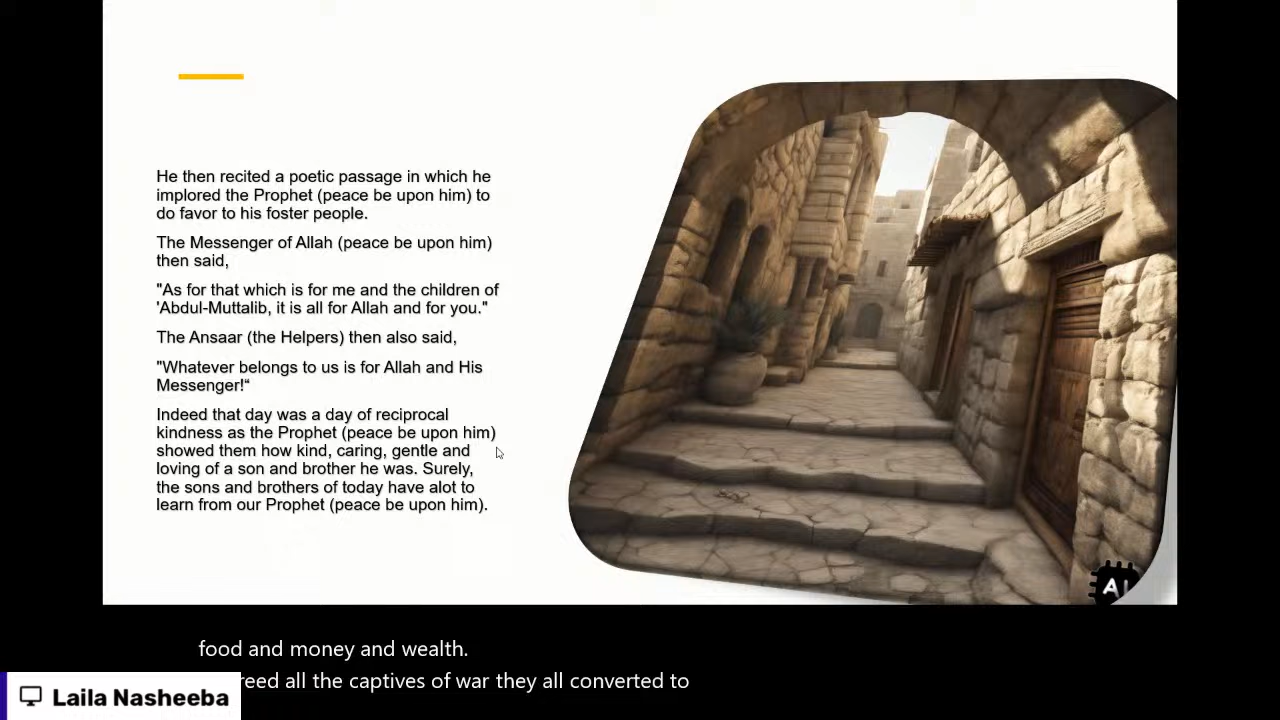 He then recited a poetic passage in which he
implored the Prophet (peace be upon him) to
do favor to his foster people.
The Messenger of Allah (peace be upon him)
then said,
"As for that which is for me and the children of
'Abdul-Muttalib, it is all for Allah and for you."
The Ansaar (the Helpers) then also said,
"Whatever belongs to us is for Allah and His
Messenger!“
Indeed that day was a day of reciprocal
kindness as the Prophet (peace be upon him)
showed them how kind, caring, gentle and
loving of a son and brother he was. Surely,
the sons and brothers of today have alot to
learn from our Prophet (peace be upon him).
AI
food and money and wealth.
all the captives of war they all converted to
Laila Nasheeba